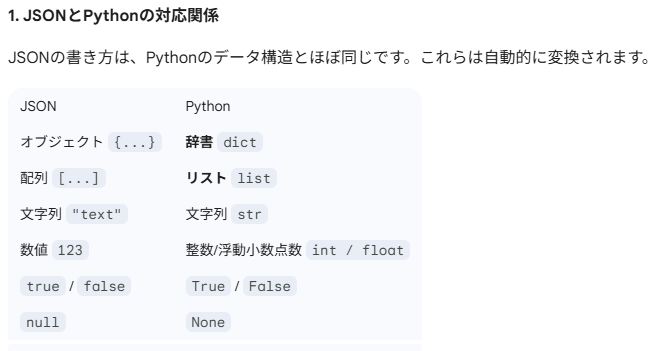 1. JSONとPythonの対応関係
JSONの書き方は、Pythonのデータ構造とほぼ同じです。これらは自動的に変換されます。
JSON Python
オブジェクト {...} 辞書 dict
配列 [...] リスト list
文字列 "text" 文字列 str
数値 123 整数/浮動小数点数 int / float
true / false True / False
null None